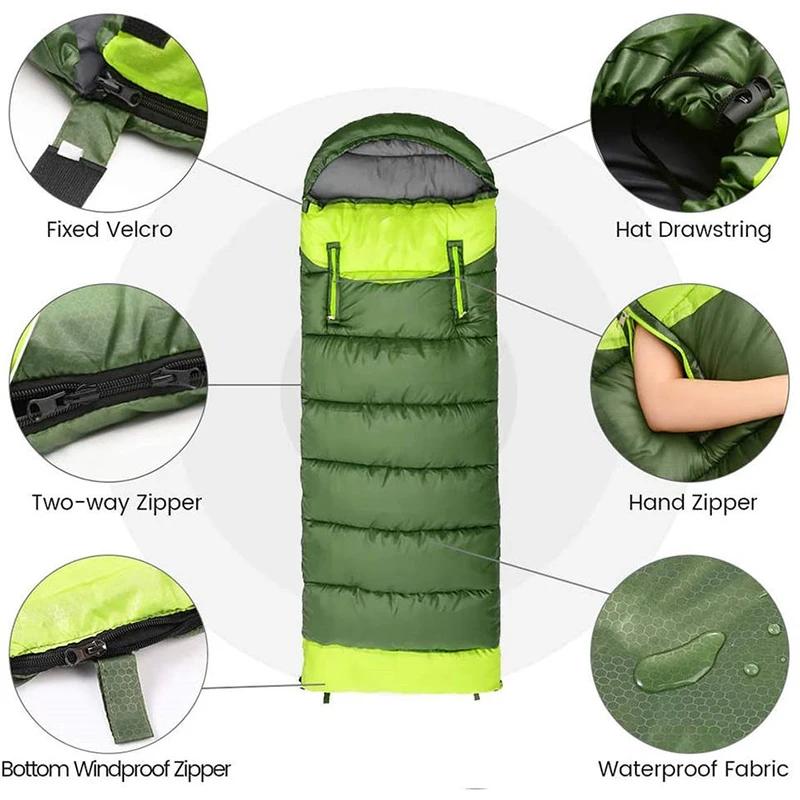 Fixed Velcro
Hat Drawstring
Two-way Zipper
Hand Zipper
Bottom Windproof Zipper
Waterproof Fabric